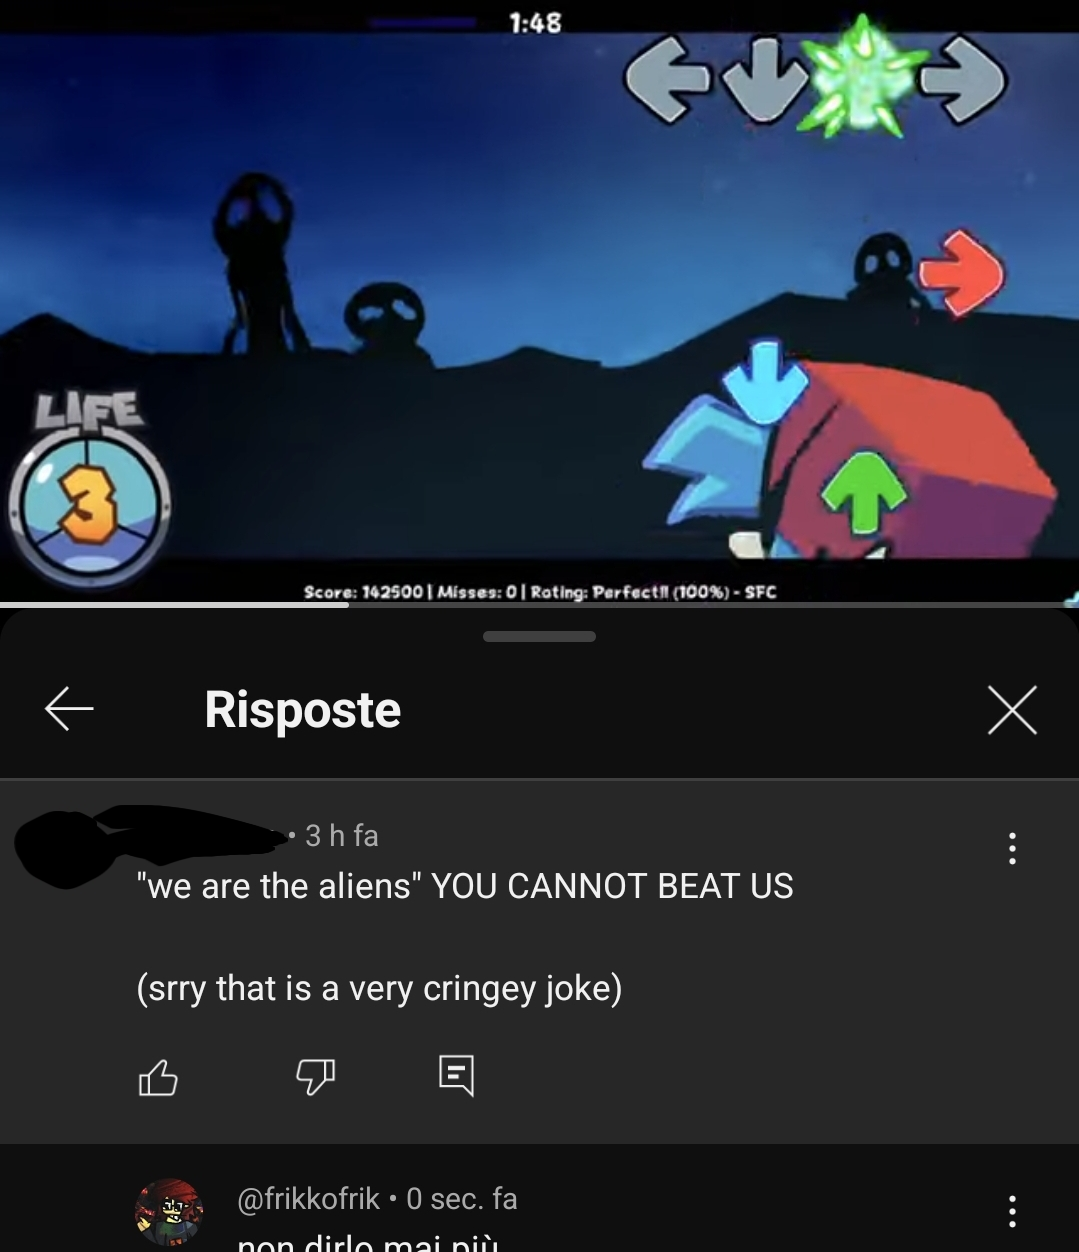 1:48
LIFE
3
Score: 142500 | Misses: 0 | Rating: Perfect!! (100%) - SFC
Risposte
• 3 h fa
"we are the aliens" YOU CANNOT BEAT US
(srry that is a very cringey joke)
@frikkofrik • 0 sec. fa
non dirlo mai più